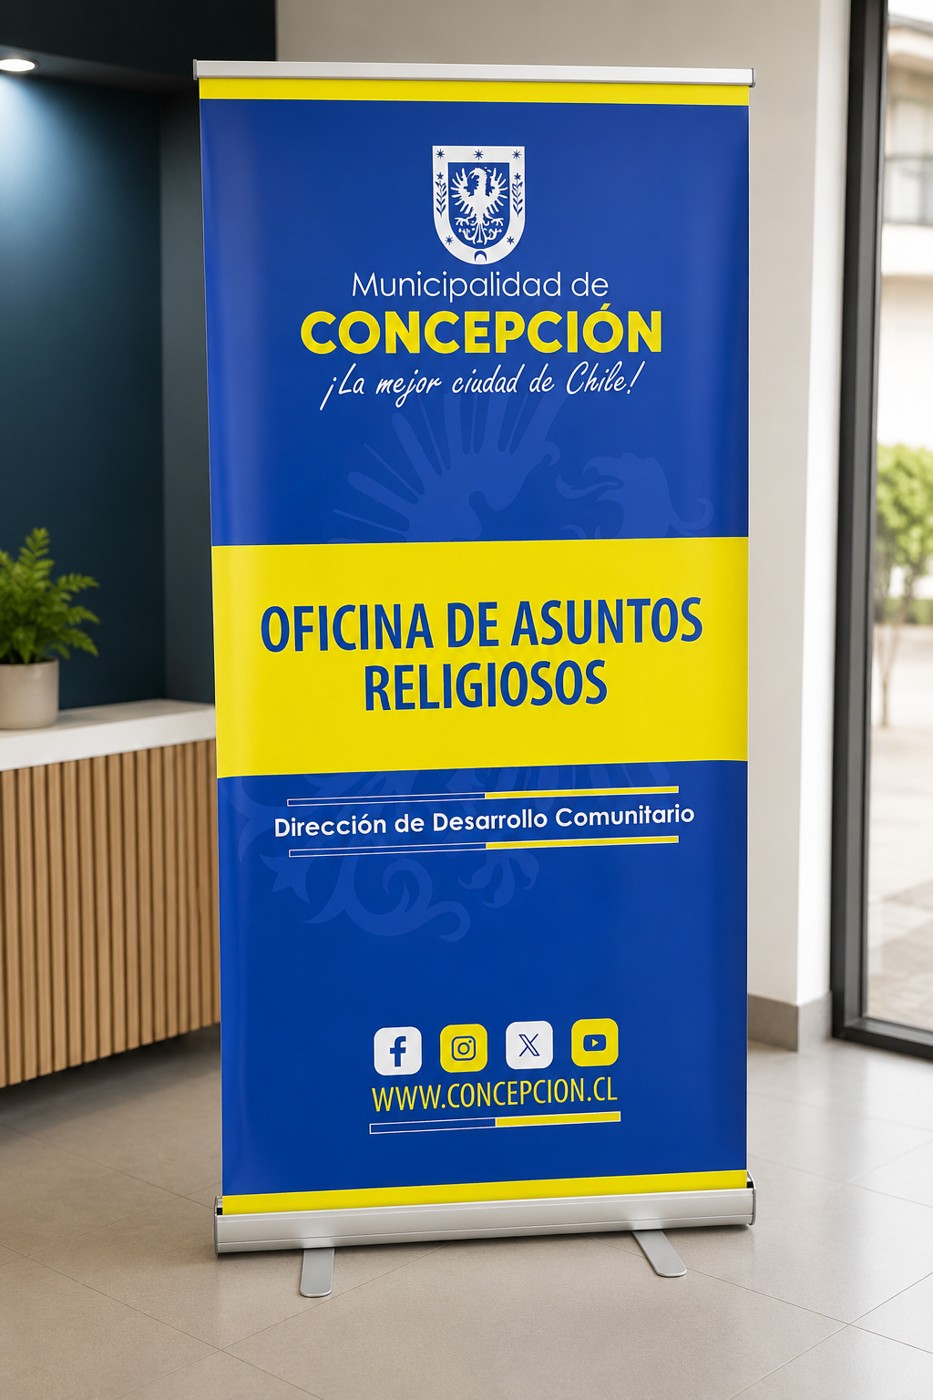 Municipalidad de
CONCEPCIÓN
¡La mejor ciudad de Chile!
OFICINA DE ASUNTOS
RELIGIOSOS
Dirección de Desarrollo Comunitario
WWW.CONCEPCION.CL